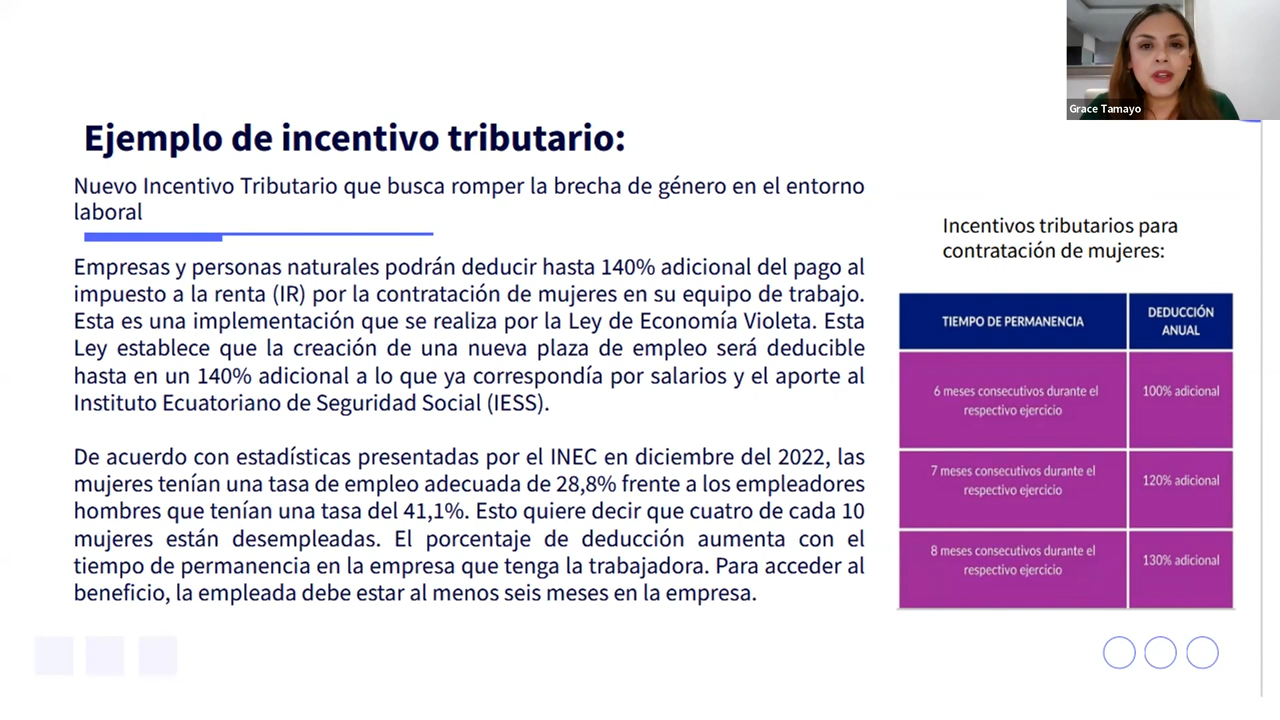 Grace Tamayo
Ejemplo de incentivo tributario:
Nuevo Incentivo Tributario que busca romper la brecha de género en el entorno
laboral
Empresas y personas naturales podrán deducir hasta 140% adicional del pago al
impuesto a la renta (IR) por la contratación de mujeres en su equipo de trabajo.
Esta es una implementación que se realiza por la Ley de Economía Violeta. Esta
Ley establece que la creación de una nueva plaza de empleo será deducible
hasta en un 140% adicional a lo que ya correspondía por salarios y el aporte al
Instituto Ecuatoriano de Seguridad Social (IESS).
De acuerdo con estadísticas presentadas por el INEC en diciembre del 2022, las
mujeres tenían una tasa de empleo adecuada de 28,8% frente a los empleadores
hombres que tenían una tasa del 41,1%. Esto quiere decir que cuatro de cada 10
mujeres están desempleadas. El porcentaje de deducción aumenta con el
tiempo de permanencia en la empresa que tenga la trabajadora. Para acceder al
beneficio, la empleada debe estar al menos seis meses en la empresa.
Incentivos tributarios para
contratación de mujeres:
TIEMPO DE PERMANENCIA
DEDUCCIÓN
ANUAL
6 meses consecutivos durante el
respectivo ejercicio
100% adicional
7 meses consecutivos durante el
respectivo ejercicio
120% adicional
8 meses consecutivos durante el
respectivo ejercicio
130% adicional